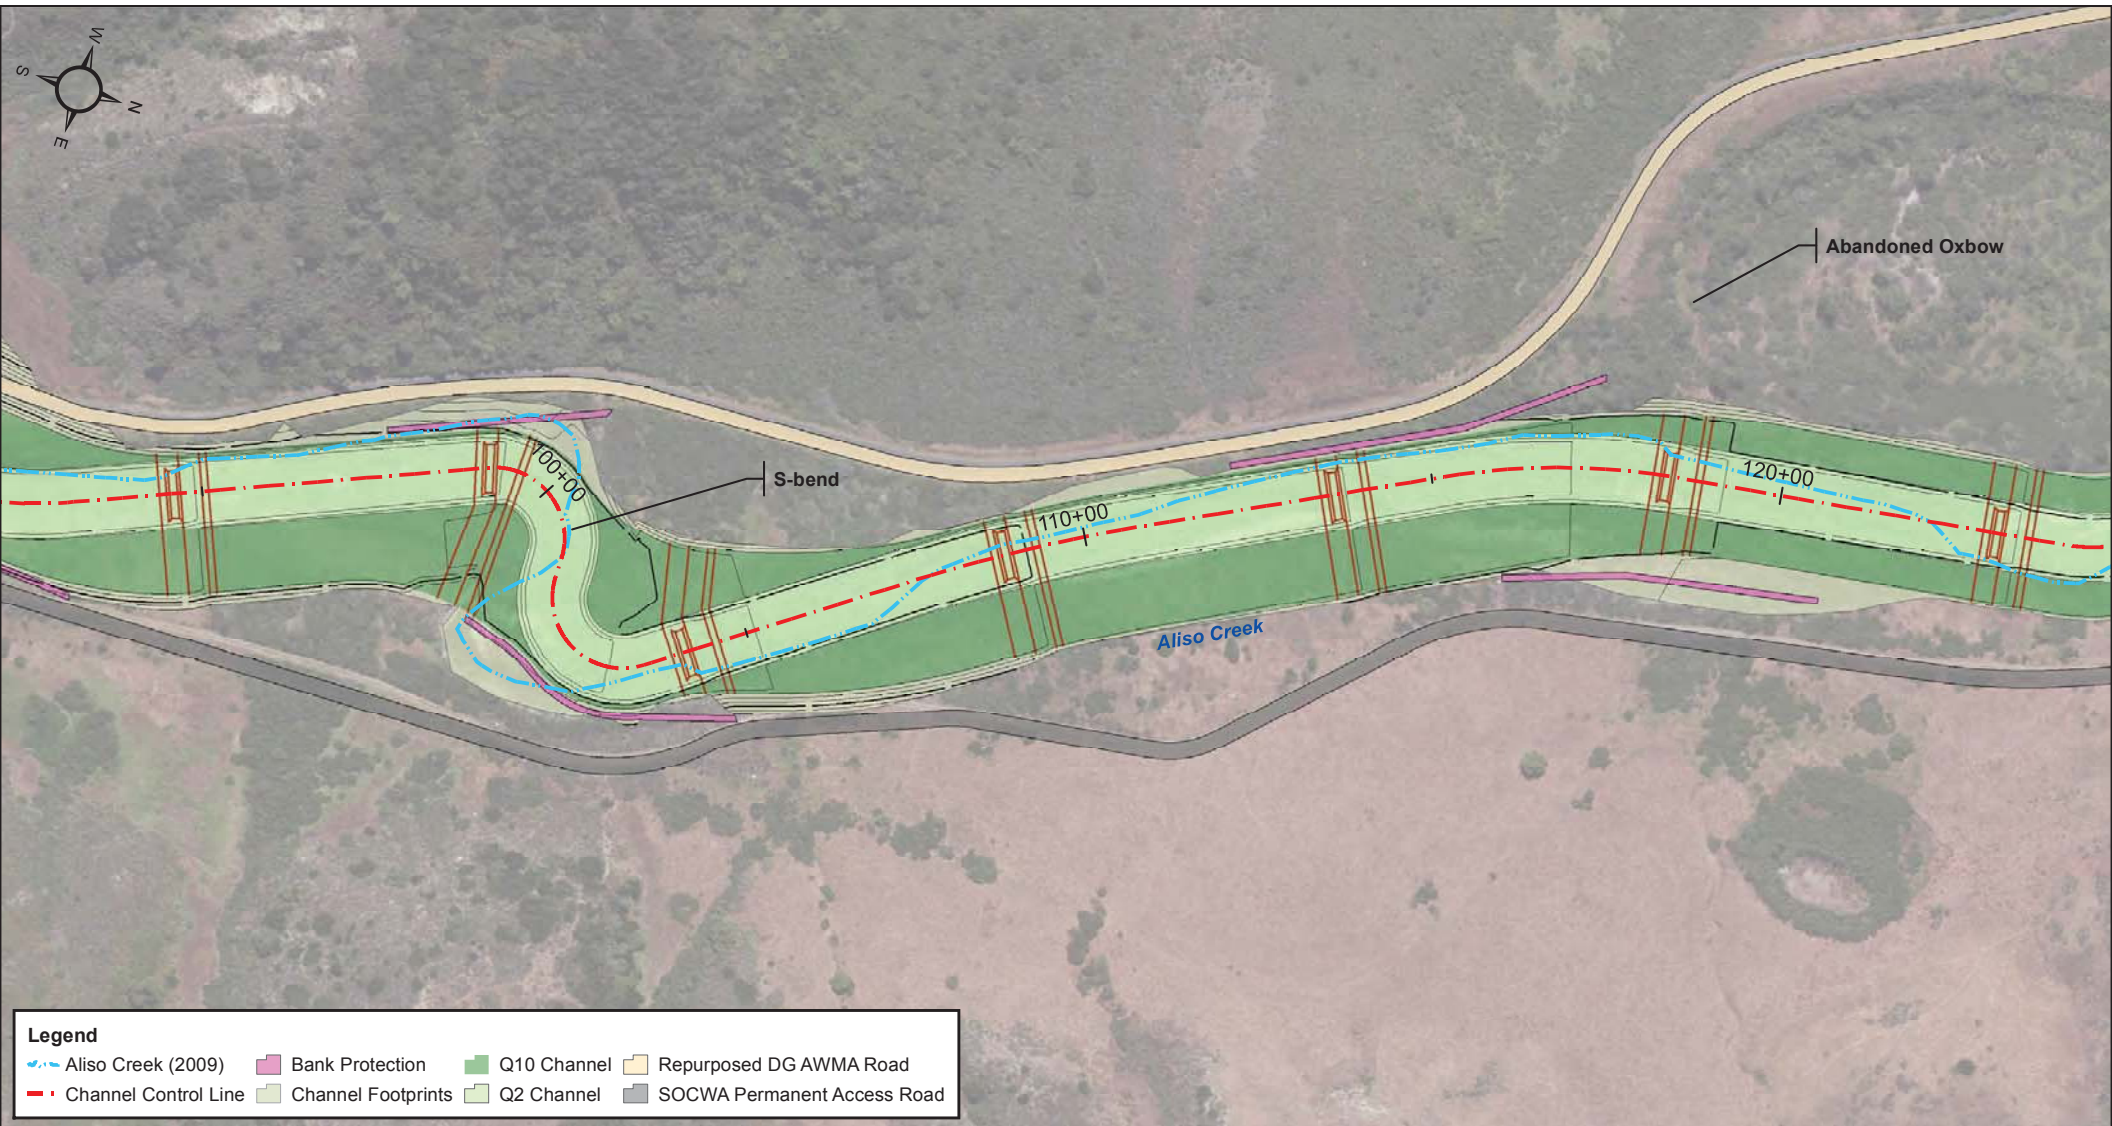 W
S
N
E
Abandoned Oxbow
S-bend
100+00
110+00
120+00
Aliso Creek
Legend
Aliso Creek (2009)
Bank Protection
Q10 Channel
Repurposed DG AWMA Road
Channel Control Line
Channel Footprints
Q2 Channel
SOCWA Permanent Access Road